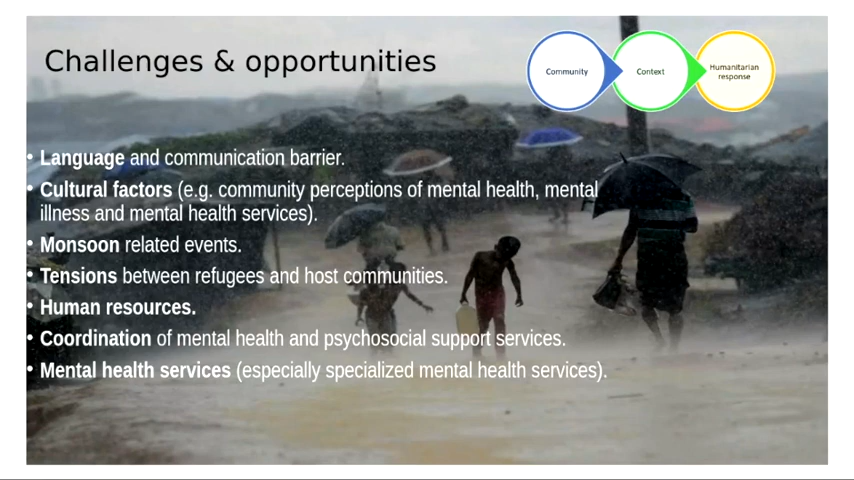 Challenges & opportunities
Community
Context
Humanitarian
response
• Language and communication barrier.
• Cultural factors (e.g. community perceptions of mental health, mental
illness and mental health services).
• Monsoon related events.
• Tensions between refugees and host communities.
• Human resources.
• Coordination of mental health and psychosocial support services.
• Mental health services (especially specialized mental health services).